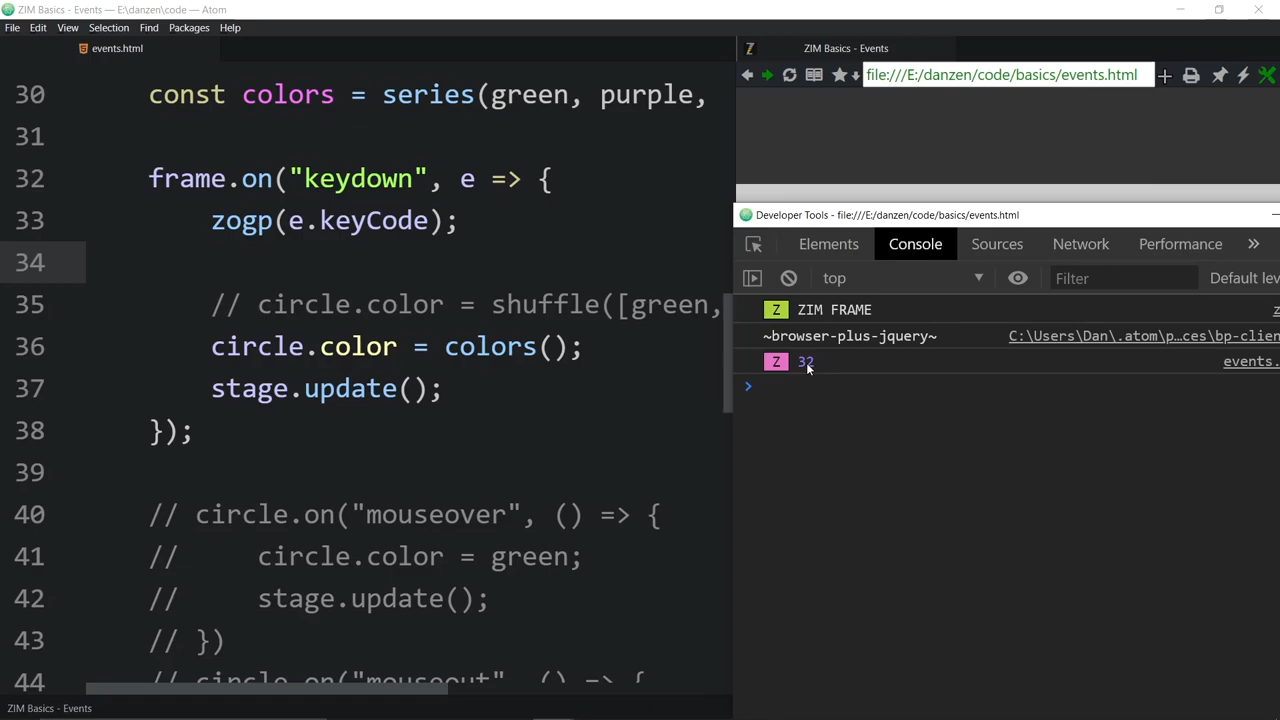 ZIM Basics - Events — E:\danzen\code — Atom
File Edit View Selection Find Packages Help
events.html
30 const colors = series(green, purple,
31
32 frame.on("keydown", e => {
33 zogp(e.keyCode);
34
35 // circle.color = shuffle([green,
36 circle.color = colors();
37 stage.update();
38 });
39
40 // circle.on("mouseover", () => {
41 // circle.color = green;
42 // stage.update();
43 // })
44 // circle.on("mouseout", () => {
ZIM Basics - Events
Z ZIM Basics - Events
file:///E:/danzen/code/basics/events.html
Developer Tools - file:///E:/danzen/code/basics/events.html
Elements Console Sources Network Performance »
top Filter Default lev
Z ZIM FRAME z
~browser-plus-jquery~ C:\Users\Dan\.atom\p…ces\bp-clien
Z 32 events.
>